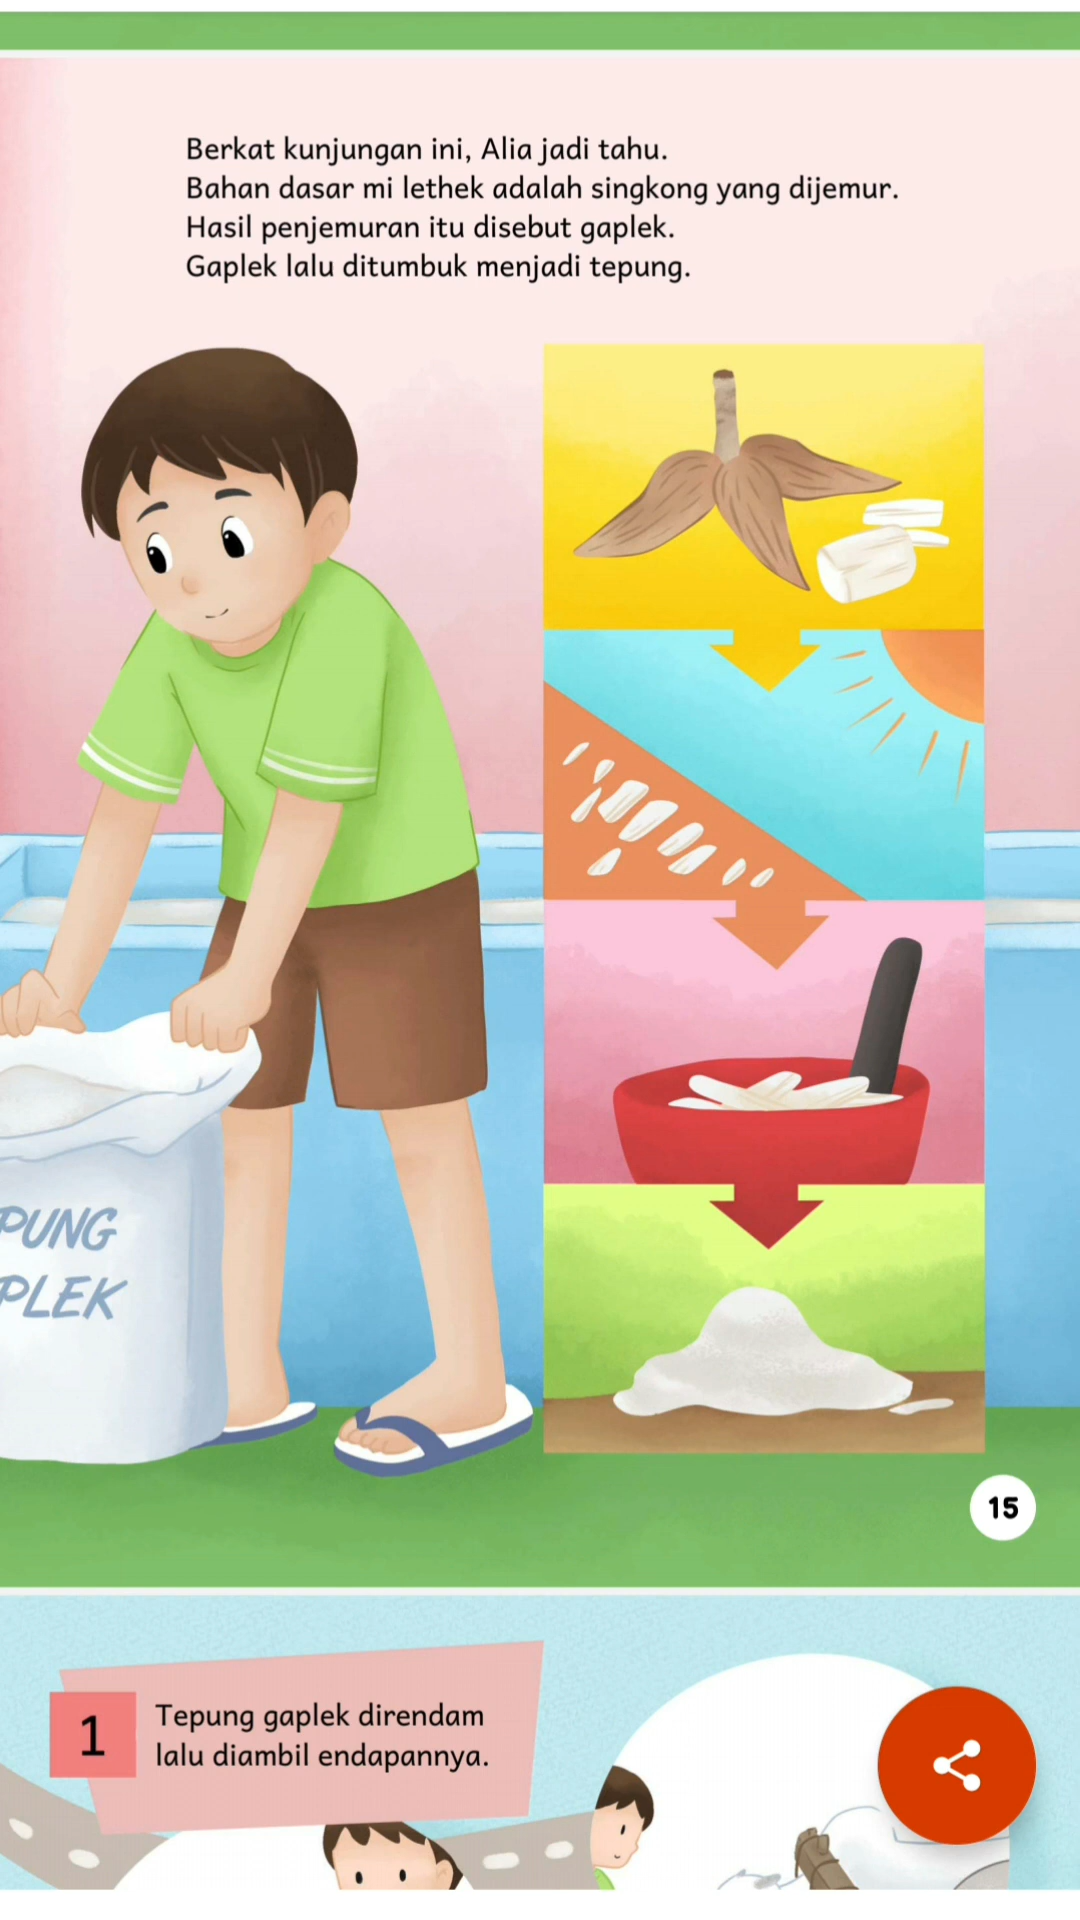 Berkat kunjungan ini, Alia jadi tahu.
Bahan dasar mi lethek adalah singkong yang dijemur.
Hasil penjemuran itu disebut gaplek.
Gaplek lalu ditumbuk menjadi tepung.
PUNG
PLEK
15
1
Tepung gaplek direndam
lalu diambil endapannya.